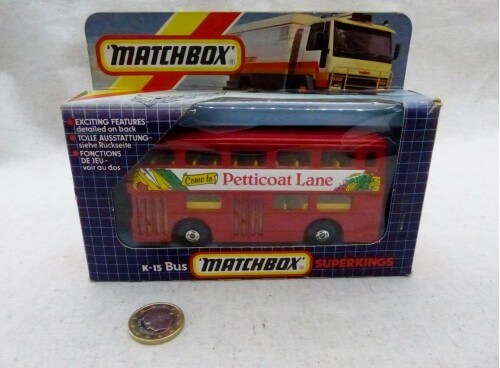 'MATCHBOX'®
EXCITING FEATURES-
detailed on back
TOLLE AUSSTATTUNG-
siehe Rückseite
FONCTIONS
DE JEU-
voir au dos
Come to
Petticoat Lane
K-15 Bus
'MATCHBOX'®
SUPERKINGS